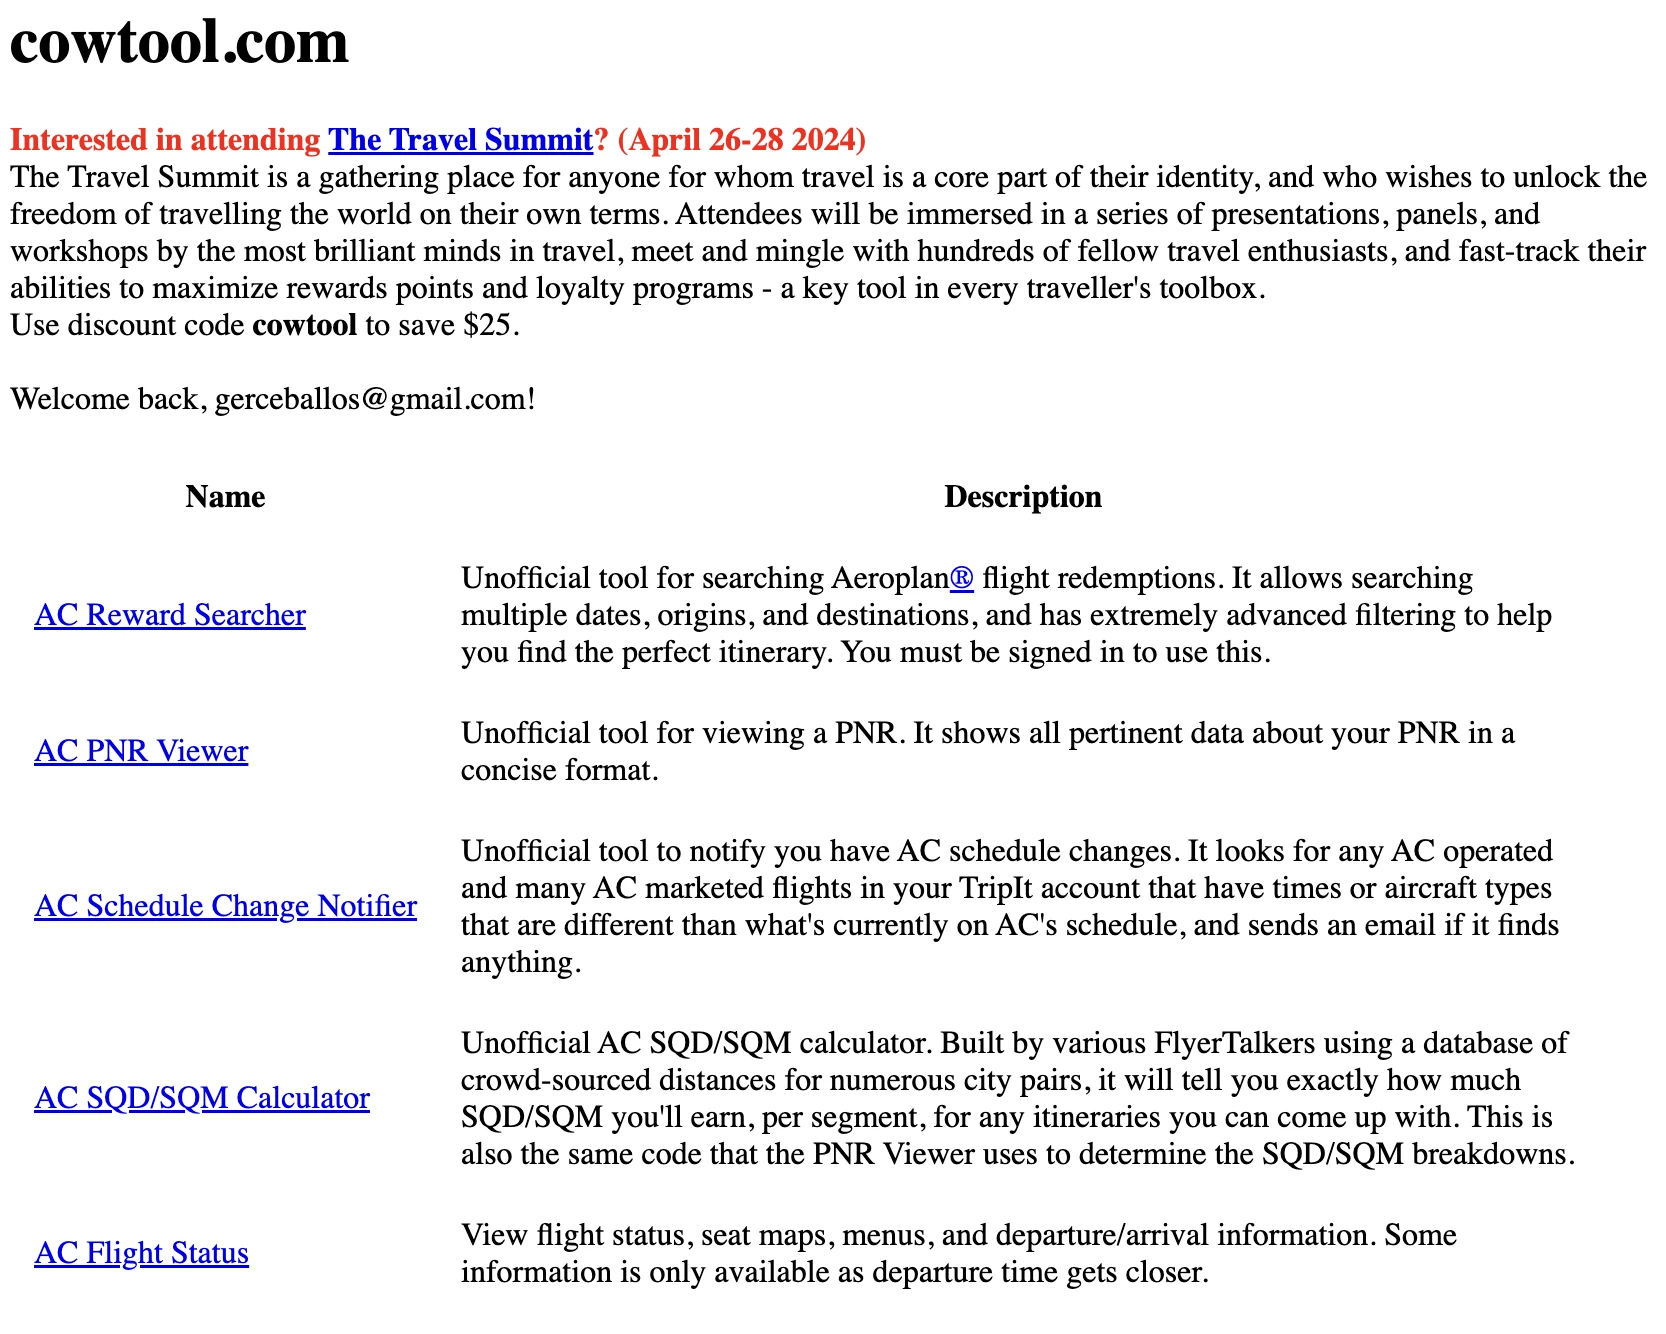 cowtool.com
Interested in attending The Travel Summit? (April 26-28 2024)
The Travel Summit is a gathering place for anyone for whom travel is a core part of their identity, and who wishes to unlock the
freedom of travelling the world on their own terms. Attendees will be immersed in a series of presentations, panels, and
workshops by the most brilliant minds in travel, meet and mingle with hundreds of fellow travel enthusiasts, and fast-track their
abilities to maximize rewards points and loyalty programs - a key tool in every traveller's toolbox.
Use discount code cowtool to save $25.
Welcome back, gerceballos@gmail.com!
Name Description
AC Reward Searcher
Unofficial tool for searching Aeroplan® flight redemptions. It allows searching
multiple dates, origins, and destinations, and has extremely advanced filtering to help
you find the perfect itinerary. You must be signed in to use this.
AC PNR Viewer
Unofficial tool for viewing a PNR. It shows all pertinent data about your PNR in a
concise format.
AC Schedule Change Notifier
Unofficial tool to notify you have AC schedule changes. It looks for any AC operated
and many AC marketed flights in your TripIt account that have times or aircraft types
that are different than what's currently on AC's schedule, and sends an email if it finds
anything.
AC SQD/SQM Calculator
Unofficial AC SQD/SQM calculator. Built by various FlyerTalkers using a database of
crowd-sourced distances for numerous city pairs, it will tell you exactly how much
SQD/SQM you'll earn, per segment, for any itineraries you can come up with. This is
also the same code that the PNR Viewer uses to determine the SQD/SQM breakdowns.
AC Flight Status
View flight status, seat maps, menus, and departure/arrival information. Some
information is only available as departure time gets closer.